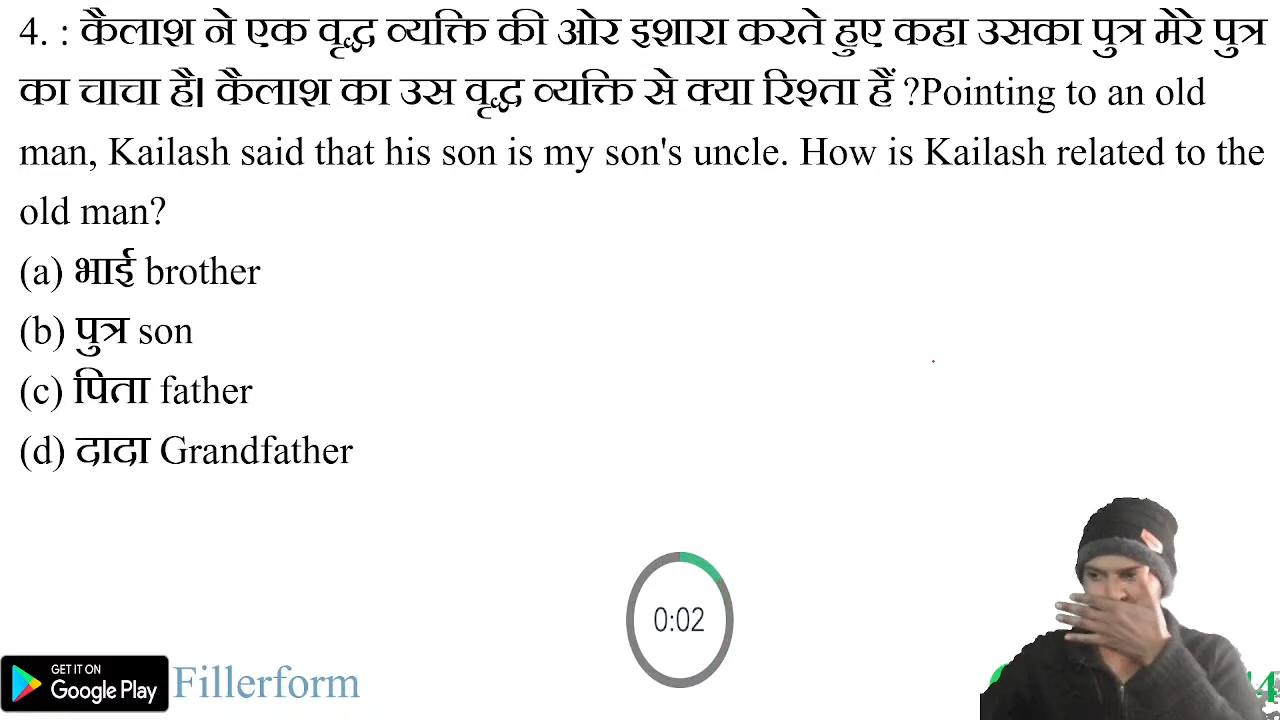 4. : कैलाश ने एक वृद्ध व्यक्ति की ओर इशारा करते हुए कहा उसका पुत्र मेरे पुत्र
का चाचा है। कैलाश का उस वृद्ध व्यक्ति से क्या रिश्ता हैं ?Pointing to an old
man, Kailash said that his son is my son's uncle. How is Kailash related to the
old man?
(a) भाई brother
(b) पुत्र son
(c) पिता father
(d) दादा Grandfather
0:02
GET IT ON
Google Play
Fillerform